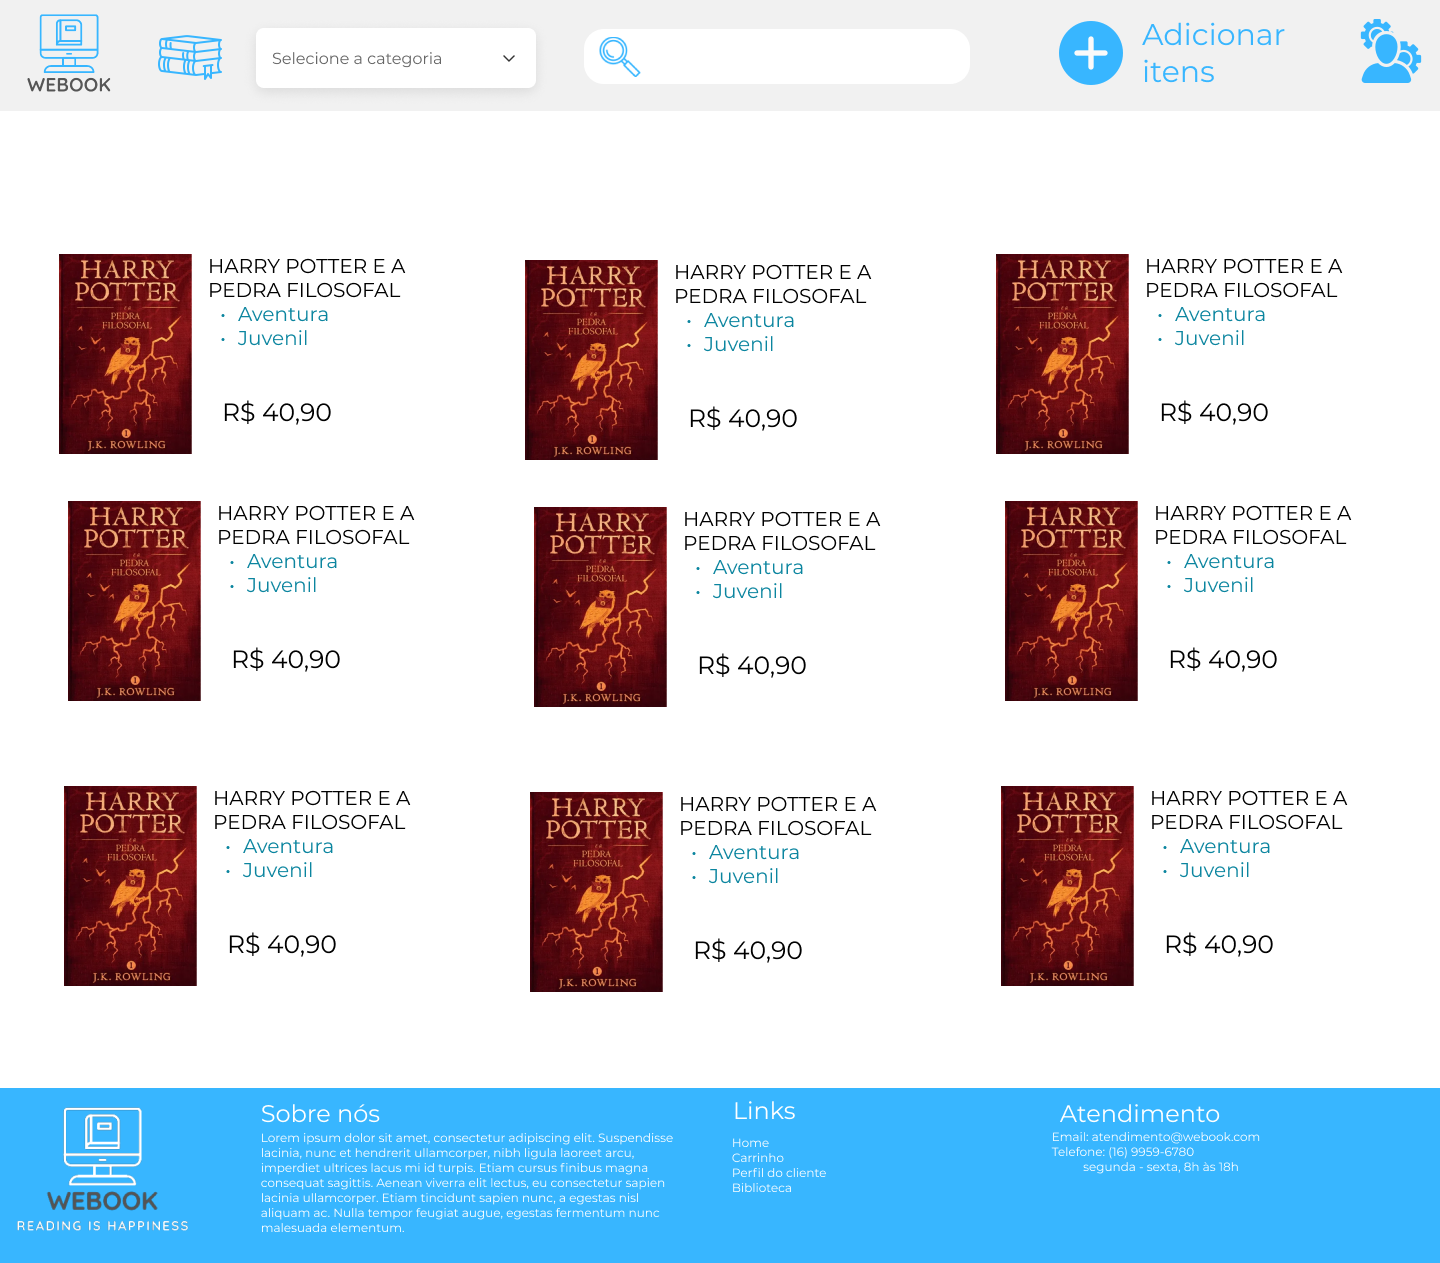 WEBOOK
Selecione a categoria
Adicionar
itens
HARRY
POTTER
e a
PEDRA
FILOSOFAL
1
J.K. ROWLING
HARRY POTTER E A
PEDRA FILOSOFAL
• Aventura
• Juvenil
R$ 40,90
HARRY
POTTER
e a
PEDRA
FILOSOFAL
1
J.K. ROWLING
HARRY POTTER E A
PEDRA FILOSOFAL
• Aventura
• Juvenil
R$ 40,90
HARRY
POTTER
e a
PEDRA
FILOSOFAL
1
J.K. ROWLING
HARRY POTTER E A
PEDRA FILOSOFAL
• Aventura
• Juvenil
R$ 40,90
HARRY
POTTER
e a
PEDRA
FILOSOFAL
1
J.K. ROWLING
HARRY POTTER E A
PEDRA FILOSOFAL
• Aventura
• Juvenil
R$ 40,90
HARRY
POTTER
e a
PEDRA
FILOSOFAL
1
J.K. ROWLING
HARRY POTTER E A
PEDRA FILOSOFAL
• Aventura
• Juvenil
R$ 40,90
HARRY
POTTER
e a
PEDRA
FILOSOFAL
1
J.K. ROWLING
HARRY POTTER E A
PEDRA FILOSOFAL
• Aventura
• Juvenil
R$ 40,90
HARRY
POTTER
e a
PEDRA
FILOSOFAL
1
J.K. ROWLING
HARRY POTTER E A
PEDRA FILOSOFAL
• Aventura
• Juvenil
R$ 40,90
HARRY
POTTER
e a
PEDRA
FILOSOFAL
1
J.K. ROWLING
HARRY POTTER E A
PEDRA FILOSOFAL
• Aventura
• Juvenil
R$ 40,90
HARRY
POTTER
e a
PEDRA
FILOSOFAL
1
J.K. ROWLING
HARRY POTTER E A
PEDRA FILOSOFAL
• Aventura
• Juvenil
R$ 40,90
WEBOOK
READING IS HAPPINESS
Sobre nós
Lorem ipsum dolor sit amet, consectetur adipiscing elit. Suspendisse
lacinia, nunc et hendrerit ullamcorper, nibh ligula laoreet arcu,
imperdiet ultrices lacus mi id turpis. Etiam cursus finibus magna
consequat sagittis. Aenean viverra elit lectus, eu consectetur sapien
lacinia ullamcorper. Etiam tincidunt sapien nunc, a egestas nisl
aliquam ac. Nulla tempor feugiat augue, egestas fermentum nunc
malesuada elementum.
Links
Home
Carrinho
Perfil do cliente
Biblioteca
Atendimento
Email: atendimento@webook.com
Telefone: (16) 9959-6780
segunda - sexta, 8h às 18h